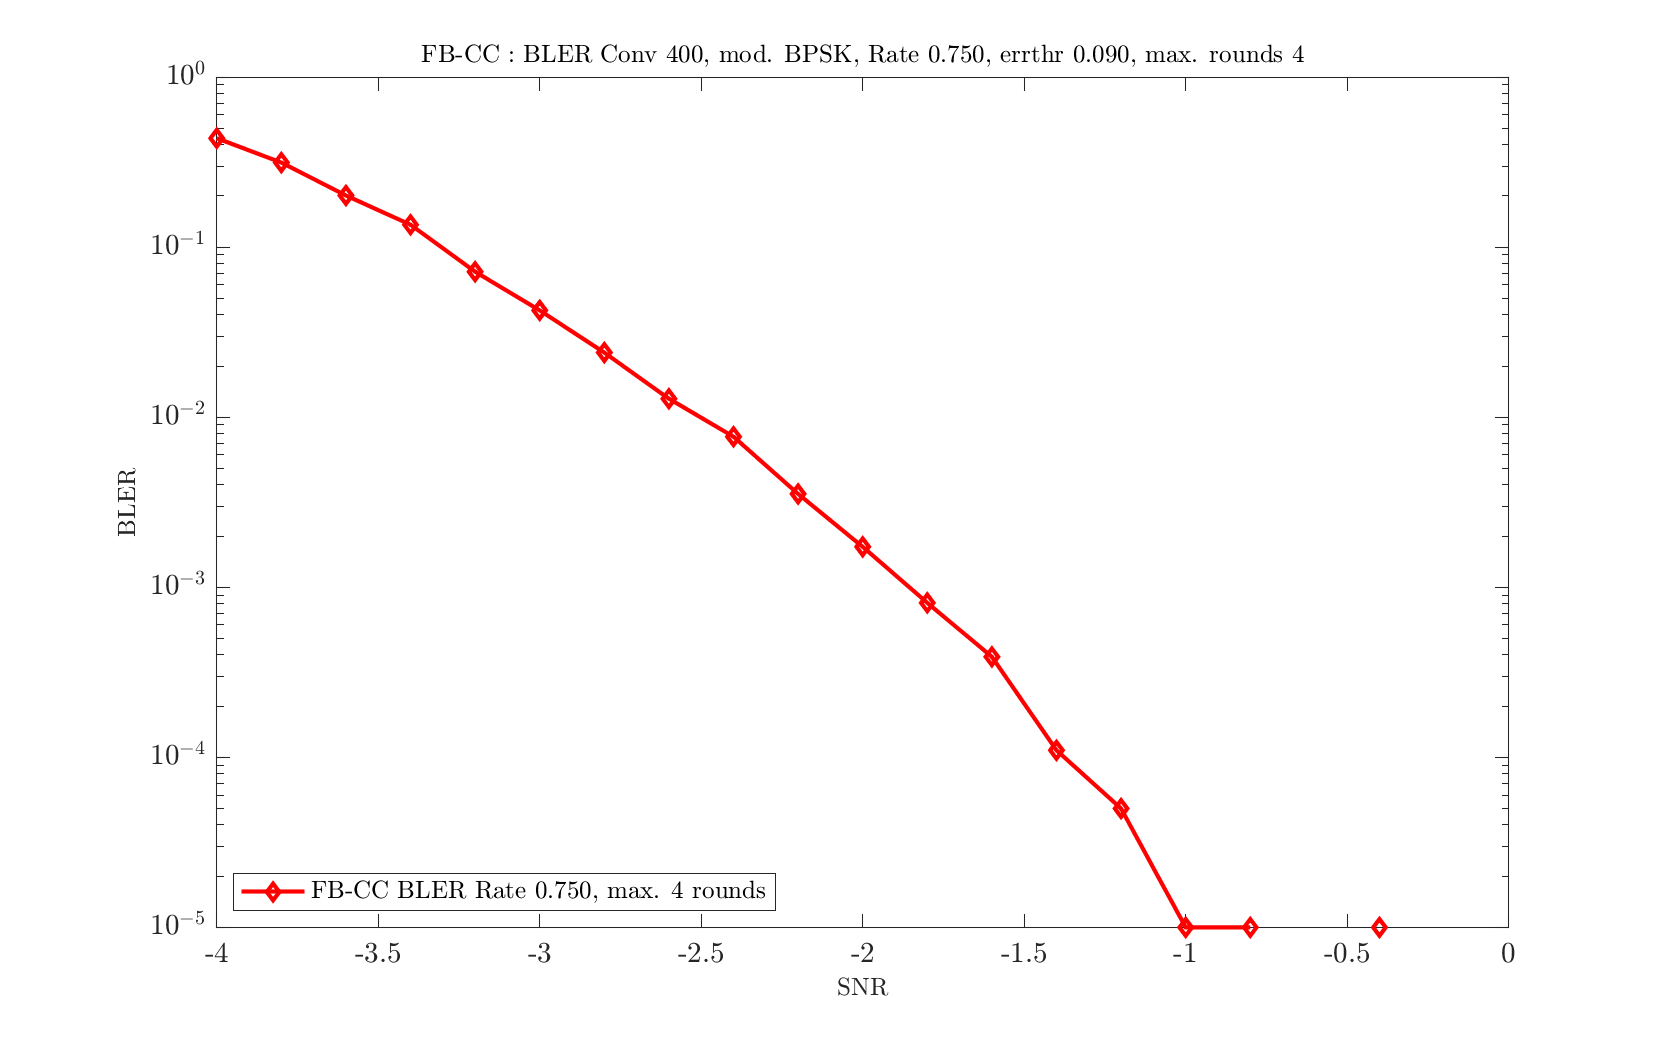 FB-CC : BLER Conv 400, mod. BPSK, Rate 0.750, errthr 0.090, max. rounds 4
10⁰
10⁻¹
10⁻²
10⁻³
10⁻⁴
10⁻⁵
BLER
FB-CC BLER Rate 0.750, max. 4 rounds
-4 -3.5 -3 -2.5 -2 -1.5 -1 -0.5 0
SNR